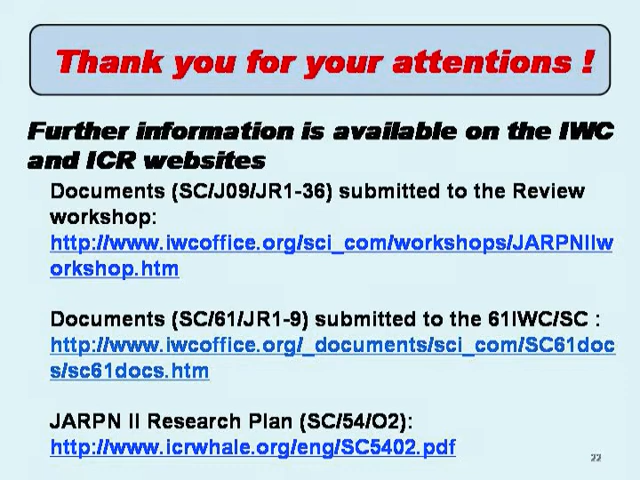 Thank you for your attentions !
Further information is available on the IWC
and ICR websites
Documents (SC/J09/JR1-36) submitted to the Review
workshop:
http://www.iwcoffice.org/sci_com/workshops/JARPNIIw
orkshop.htm
Documents (SC/61/JR1-9) submitted to the 61IWC/SC :
http://www.iwcoffice.org/_documents/sci_com/SC61doc
s/sc61docs.htm
JARPN II Research Plan (SC/54/O2):
http://www.icrwhale.org/eng/SC5402.pdf
22